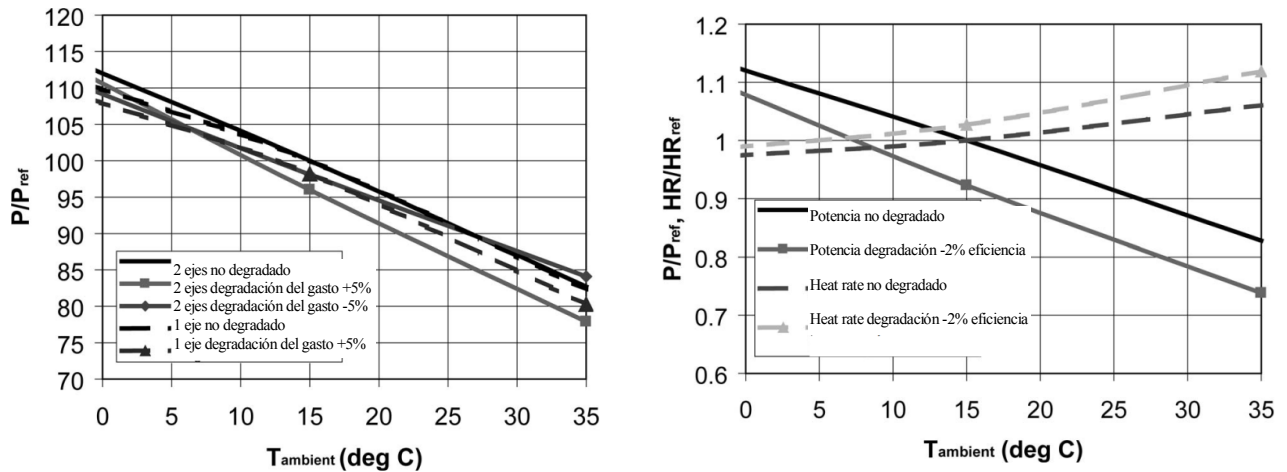 120
115
110
105
100
95
90
85
80
75
70
P/Pref
2 ejes no degradado
2 ejes degradación del gasto +5%
2 ejes degradación del gasto -5%
1 eje no degradado
1 eje degradación del gasto +5%
0 5 10 15 20 25 30 35
Tambient (deg C)
1.2
1.1
1
0.9
0.8
0.7
0.6
P/Pref, HR/HRref
Potencia no degradado
Potencia degradación -2% eficiencia
Heat rate no degradado
Heat rate degradación -2% eficiencia
0 5 10 15 20 25 30 35
Tambient (deg C)